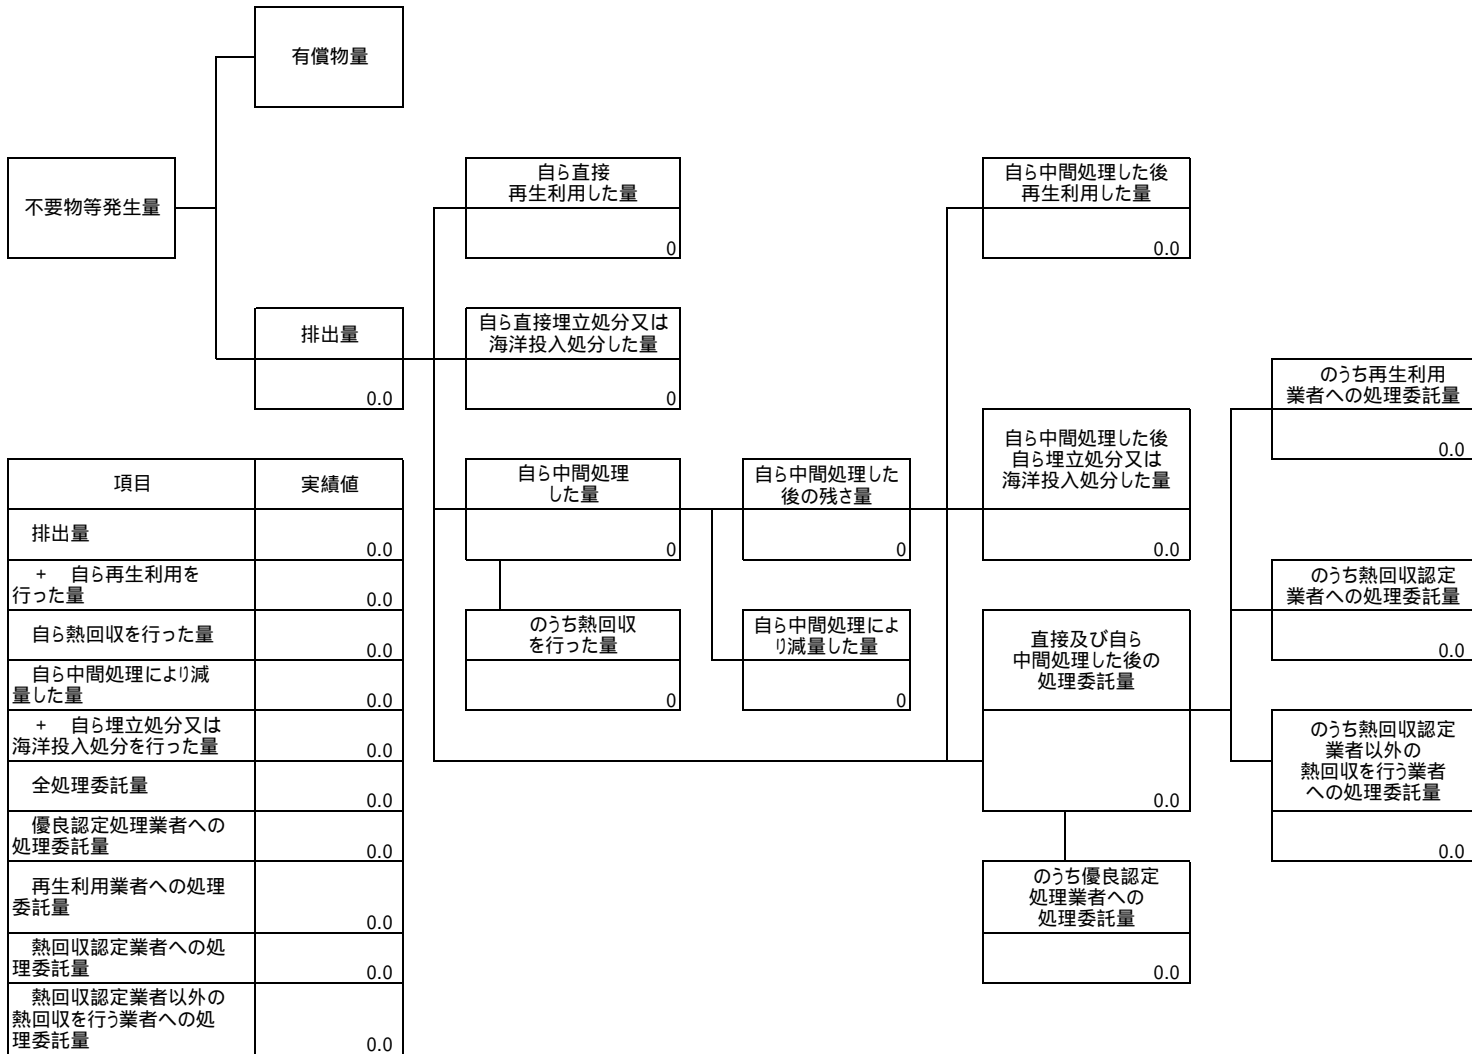 有償物量
不要物等発生量
自ら直接
再生利用した量
0
自ら中間処理した後
再生利用した量
0.0
排出量
0.0
自ら直接埋立処分又は
海洋投入処分した量
0
のうち再生利用
業者への処理委託量
0.0
自ら中間処理した後
自ら埋立処分又は
海洋投入処分した量
0.0
自ら中間処理
した量
0
自ら中間処理した
後の残さ量
0
のうち熱回収認定
業者への処理委託量
0.0
のうち熱回収
を行った量
0
自ら中間処理によ
り減量した量
0
直接及び自ら
中間処理した後の
処理委託量
0.0
のうち熱回収認定
業者以外の
熱回収を行う業者
への処理委託量
0.0
のうち優良認定
処理業者への
処理委託量
0.0
項目 実績値
排出量
0.0
+ 自ら再生利用を
行った量 0.0
自ら熱回収を行った量
0.0
自ら中間処理により減
量した量 0.0
+ 自ら埋立処分又は
海洋投入処分を行った量 0.0
全処理委託量
0.0
優良認定処理業者への
処理委託量 0.0
再生利用業者への処理
委託量
0.0
熱回収認定業者への処
理委託量 0.0
熱回収認定業者以外の
熱回収を行う業者への処
理委託量 0.0